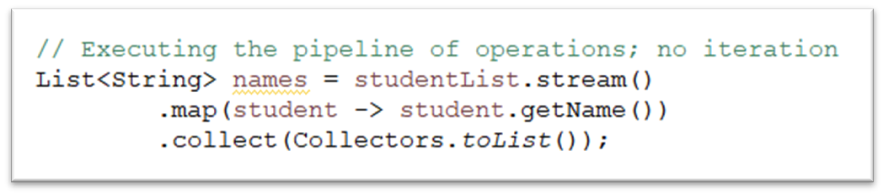 // Executing the pipeline of operations; no iteration
List<String> names = studentList.stream()
.map(student -> student.getName())
.collect(Collectors.toList());